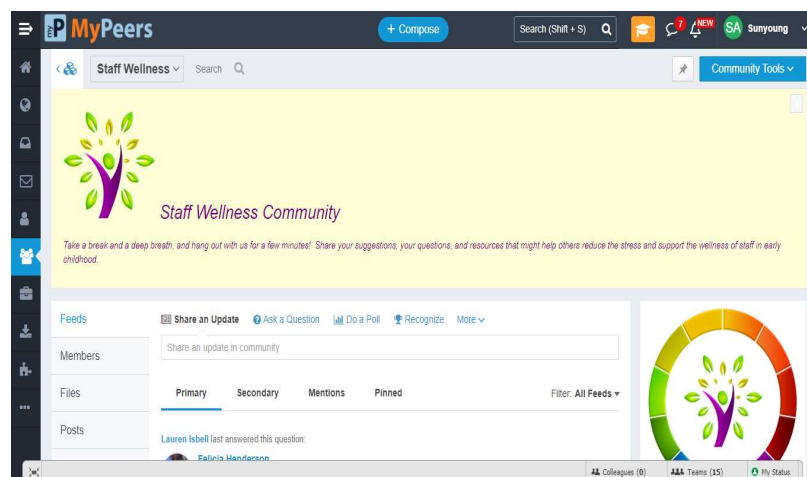 my P MyPeers
+ Compose
Search (Shift + S)
7
NEW
SA Sunyoung
Staff Wellness
Search
Community Tools
Staff Wellness Community
Take a break and a deep breath, and hang out with us for a few minutes! Share your suggestions, your questions, and resources that might help others reduce the stress and support the wellness of staff in early
childhood.
Feeds
Members
Files
Posts
Share an Update
Ask a Question
Do a Poll
Recognize
More
Share an update in community
Primary
Secondary
Mentions
Pinned
Filter: All Feeds
Lauren Isbell last answered this question:
Felicia Henderson
Colleagues (0)
Teams (15)
My Status